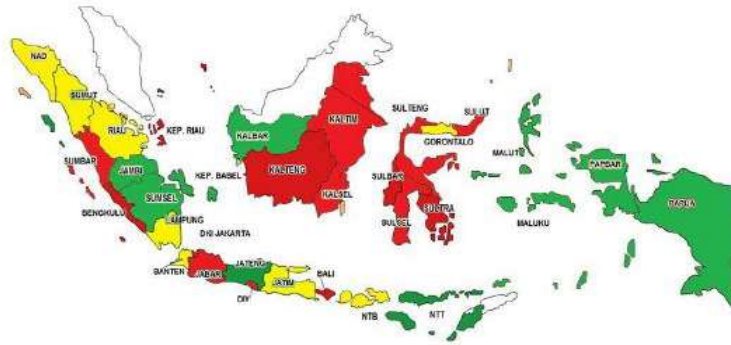 NAD
SUMUT
RIAU
KEP. RIAU
SUMBAR
JAMBI
SUMSEL
KEP. BABEL
BENGKULU
LAMPUNG
DKI JAKARTA
BANTEN
JABAR
JATENG
DIY
JATIM
BALI
NTB
NTT
KALBAR
KALTENG
KALTIM
KALSEL
SULTENG
SULUT
GORONTALO
SULBAR
SULSEL
SULTRA
MALUT
MALUKU
PAPBAR
PAPUA